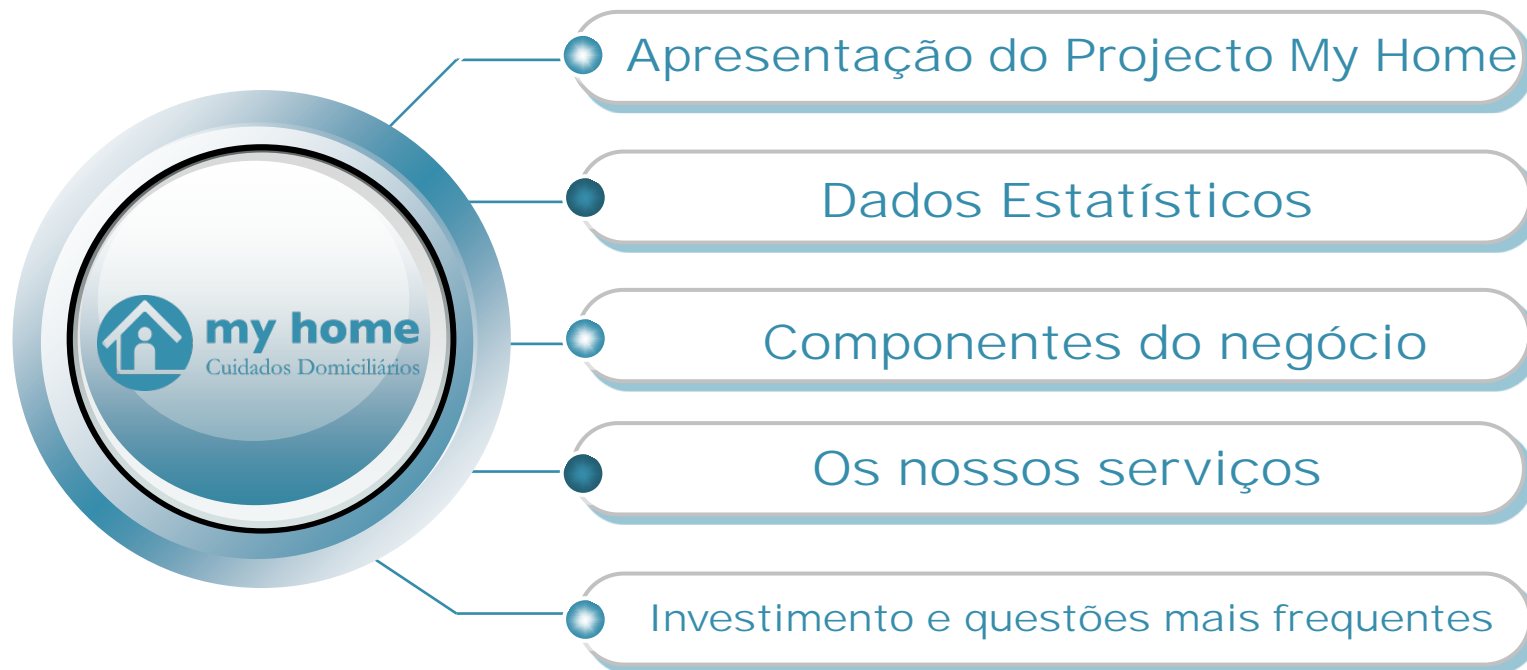 Apresentação do Projecto My Home
Dados Estatísticos
my home
Cuidados Domiciliários
Componentes do negócio
Os nossos serviços
Investimento e questões mais frequentes